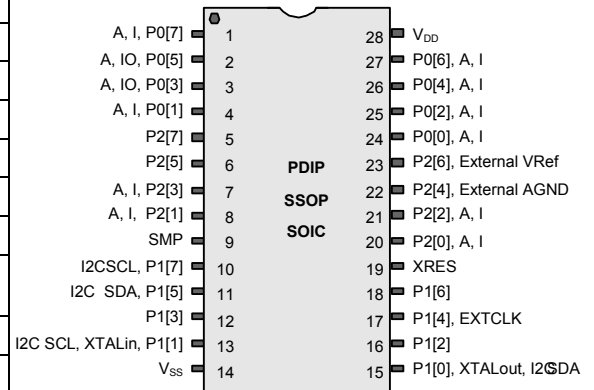 A, I, P0[7] 1 28 VDD
A, IO, P0[5] 2 27 P0[6], A, I
A, IO, P0[3] 3 26 P0[4], A, I
A, I, P0[1] 4 25 P0[2], A, I
P2[7] 5 24 P0[0], A, I
P2[5] 6 PDIP 23 P2[6], External VRef
A, I, P2[3] 7 SSOP 22 P2[4], External AGND
A, I, P2[1] 8 21 P2[2], A, I
SMP 9 SOIC 20 P2[0], A, I
I2CSCL, P1[7] 10 19 XRES
I2C SDA, P1[5] 11 18 P1[6]
P1[3] 12 17 P1[4], EXTCLK
I2C SCL, XTALin, P1[1] 13 16 P1[2]
VSS 14 15 P1[0], XTALout, I2CSDA